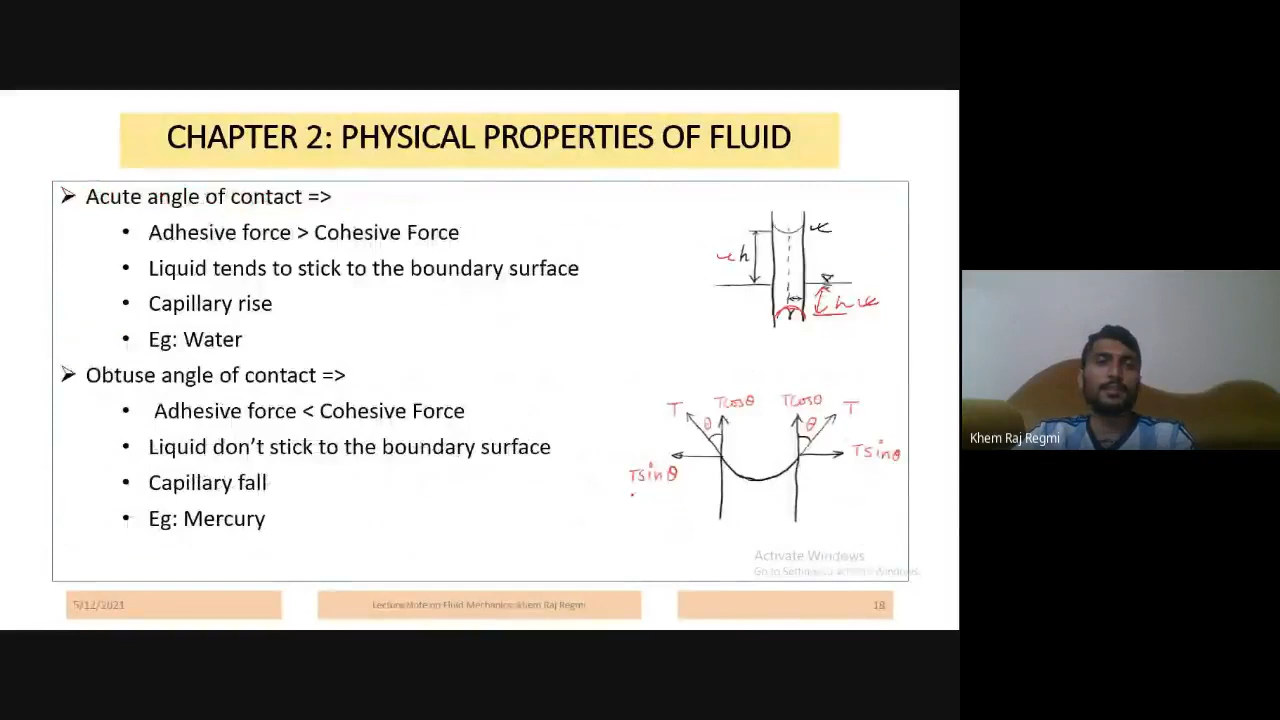 CHAPTER 2: PHYSICAL PROPERTIES OF FLUID
➢ Acute angle of contact =>
• Adhesive force > Cohesive Force
• Liquid tends to stick to the boundary surface
• Capillary rise
• Eg: Water
➢ Obtuse angle of contact =>
• Adhesive force < Cohesive Force
• Liquid don't stick to the boundary surface
• Capillary fall
• Eg: Mercury
h
h
r
T Tcosθ Tcosθ T
θ θ
Tsinθ Tsinθ
Activate Windows
Go to Settings to activate Windows.
5/12/2021
Lecture Note on Fluid Mechanics: Khem Raj Regmi
18
Khem Raj Regmi